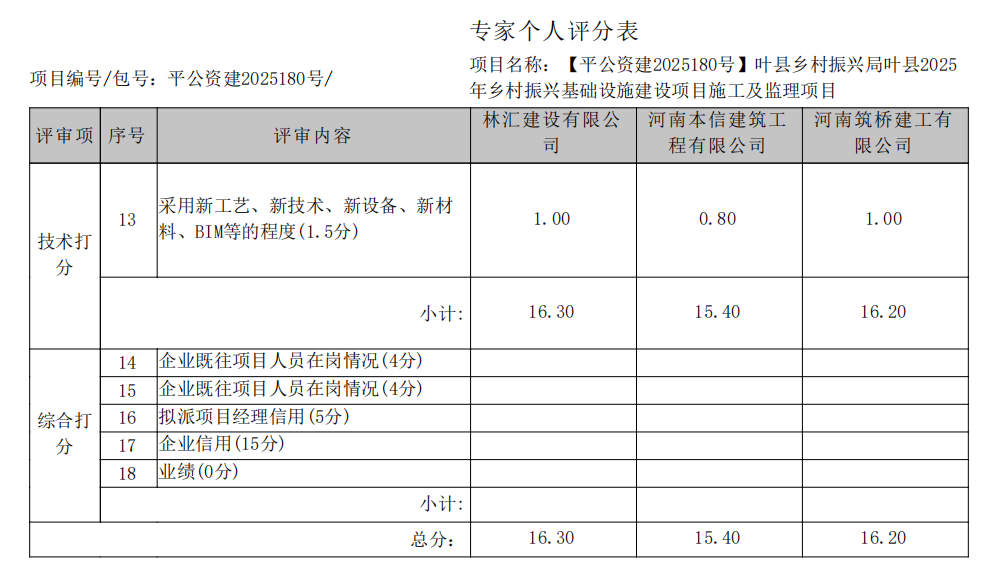 专家个人评分表
项目编号/包号：平公资建2025180号/
项目名称：【平公资建2025180号】叶县乡村振兴局叶县2025
年乡村振兴基础设施建设项目施工及监理项目
评审项 序号 评审内容 林汇建设有限公司 河南本信建筑工程有限公司 河南筑桥建工有限公司
技术打分
13 采用新工艺、新技术、新设备、新材
料、BIM等的程度(1.5分) 1.00 0.80 1.00
小计: 16.30 15.40 16.20
综合打分
14 企业既往项目人员在岗情况(4分)
15 企业既往项目人员在岗情况(4分)
16 拟派项目经理信用(5分)
17 企业信用(15分)
18 业绩(0分)
小计:
总分: 16.30 15.40 16.20